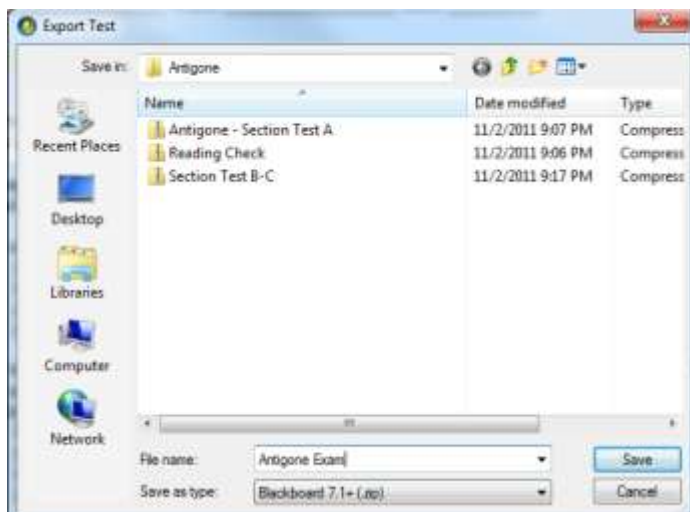 Export Test
Save in: Antigone
Name Date modified Type
Antigone - Section Test A 11/2/2011 9:07 PM Compress
Reading Check 11/2/2011 9:06 PM Compress
Section Test B-C 11/2/2011 9:17 PM Compress
Recent Places
Desktop
Libraries
Computer
Network
File name: Antigone Exam
Save
Save as type: Blackboard 7.1+ (.zip)
Cancel